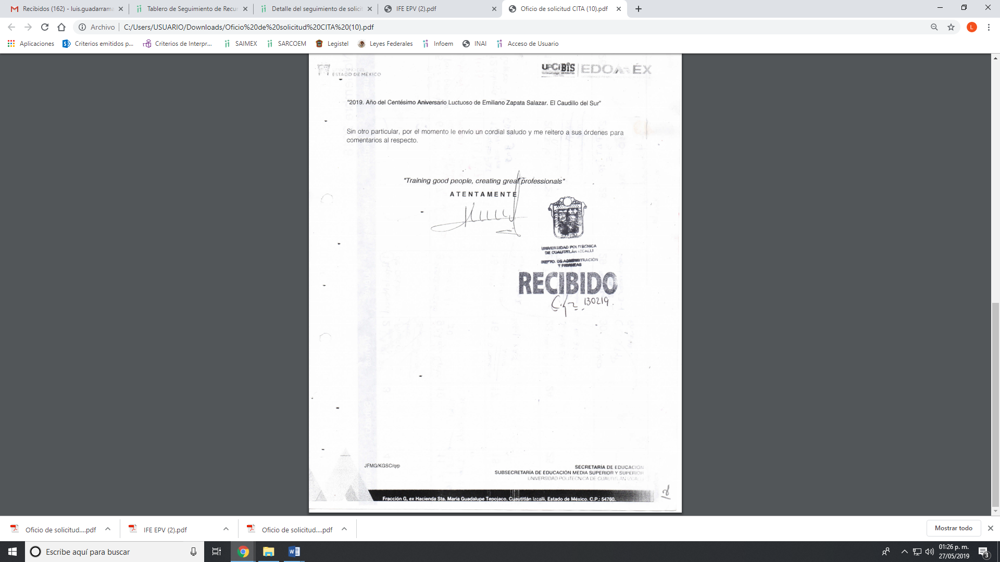 Recibidos (162) - luis.guadarrama
Tablero de Seguimiento de Recur
Detalle del seguimiento de solicit
IFE EPV (2).pdf
Oficio de solicitud CITA (10).pdf
Archivo
C:/Users/USUARIO/Downloads/Oficio%20de%20solicitud%20CITA%20(10).pdf
L
Aplicaciones
Criterios emitidos p...
Criterios de Interpr...
SAIMEX
SARCOEM
Legistel
Leyes Federales
Infoem
INAI
Acceso de Usuario
ESTADO DE MÉXICO
UPCIBIS
EDOMÉX
“2019. Año del Centésimo Aniversario Luctuoso de Emiliano Zapata Salazar. El Caudillo del Sur”
Sin otro particular, por el momento le envío un cordial saludo y me reitero a sus órdenes para
comentarios al respecto.
“Training good people, creating great professionals”
ATENTAMENTE
UNIVERSIDAD POLITÉCNICA
DE CUAUTITLÁN IZCALLI
DEPTO. DE ADMINISTRACIÓN
Y FINANZAS
RECIBIDO
130219
JFMG/KGSC/qrp
SECRETARÍA DE EDUCACIÓN
SUBSECRETARÍA DE EDUCACIÓN MEDIA SUPERIOR Y SUPERIOR
UNIVERSIDAD POLITÉCNICA DE CUAUTITLÁN IZCALLI
Fracción G, ex Hacienda Sta. María Guadalupe Tepojaco, Cuautitlán Izcalli, Estado de México. C.P.: 54760.
Oficio de solicitud....pdf
IFE EPV (2).pdf
Oficio de solicitud....pdf
Mostrar todo
Escribe aquí para buscar
01:26 p. m.
27/05/2019
3